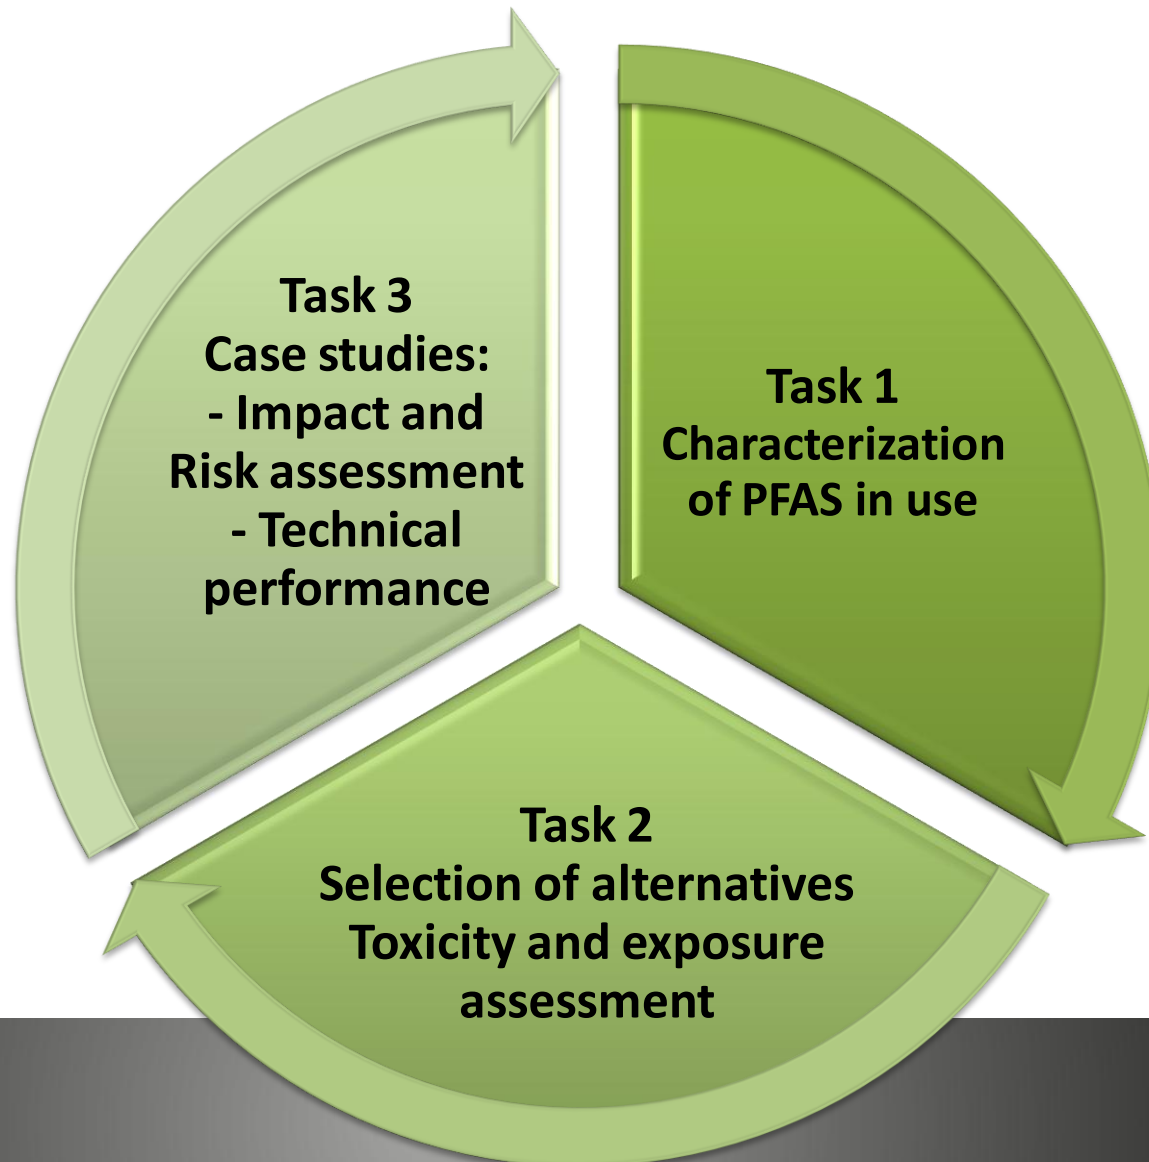 Task 3
Case studies:
- Impact and
Risk assessment
- Technical
performance
Task 1
Characterization
of PFAS in use
Task 2
Selection of alternatives
Toxicity and exposure
assessment